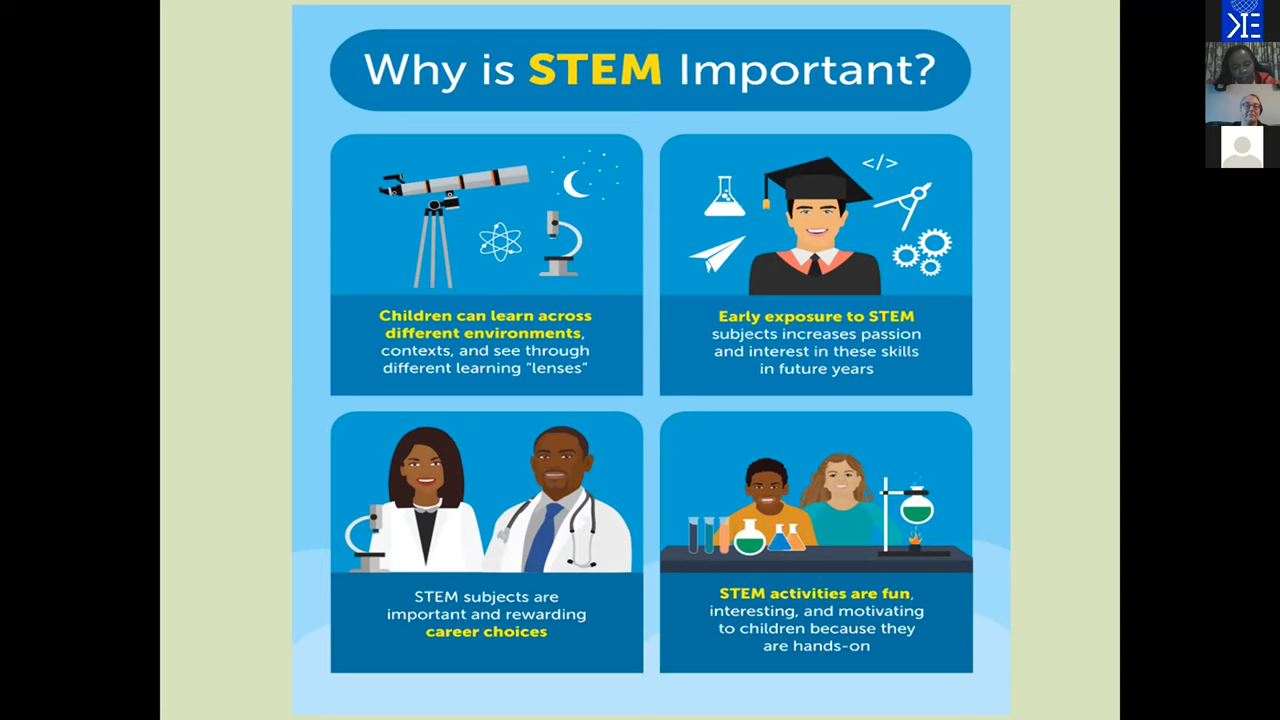 Why is STEM Important?
</>
Children can learn across
different environments,
contexts, and see through
different learning "lenses"
Early exposure to STEM
subjects increases passion
and interest in these skills
in future years
STEM subjects are
important and rewarding
career choices
STEM activities are fun,
interesting, and motivating
to children because they
are hands-on